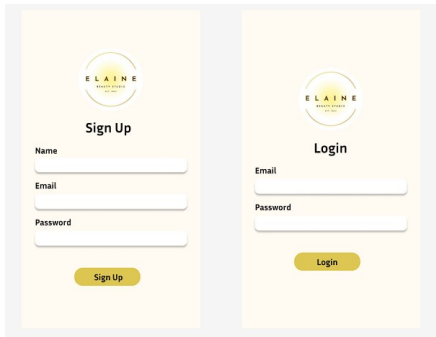 ELAINE
BEAUTY STUDIO
Sign Up
Name
Email
Password
Sign Up
ELAINE
BEAUTY STUDIO
Login
Email
Password
Login